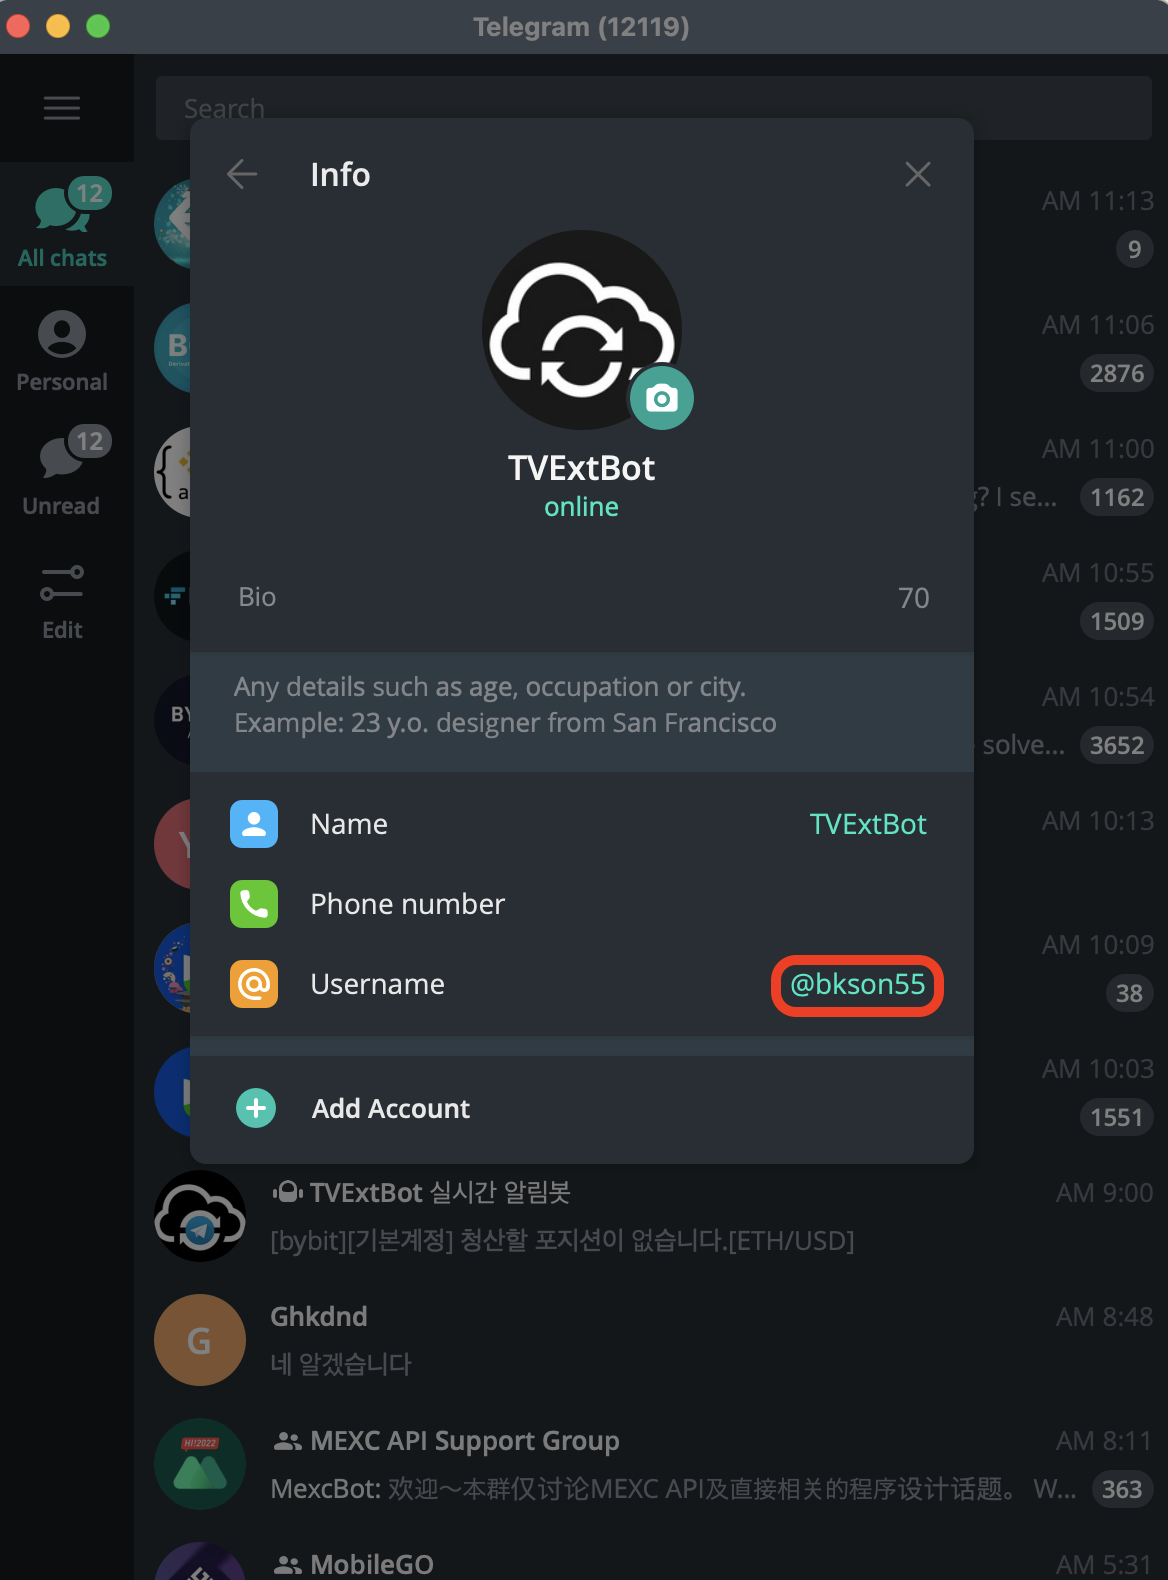 Telegram (12119)
Search
Info
12
All chats
Personal
12
Unread
Edit
TVExtBot
online
Bio
70
Any details such as age, occupation or city.
Example: 23 y.o. designer from San Francisco
Name
TVExtBot
Phone number
Username
@bkson55
Add Account
AM 11:13
9
AM 11:06
2876
AM 11:00
? I se...
1162
AM 10:55
1509
BY
AM 10:54
solve...
3652
AM 10:13
AM 10:09
38
AM 10:03
1551
TVExtBot 실시간 알림봇
AM 9:00
[bybit][기본계정] 청산할 포지션이 없습니다.[ETH/USD]
G
Ghkdnd
AM 8:48
네 알겠습니다
HI!2022
MEXC API Support Group
AM 8:11
MexcBot: 欢迎～本群仅讨论MEXC API及直接相关的程序设计话题。 W...
363
MobileGO
AM 5:31